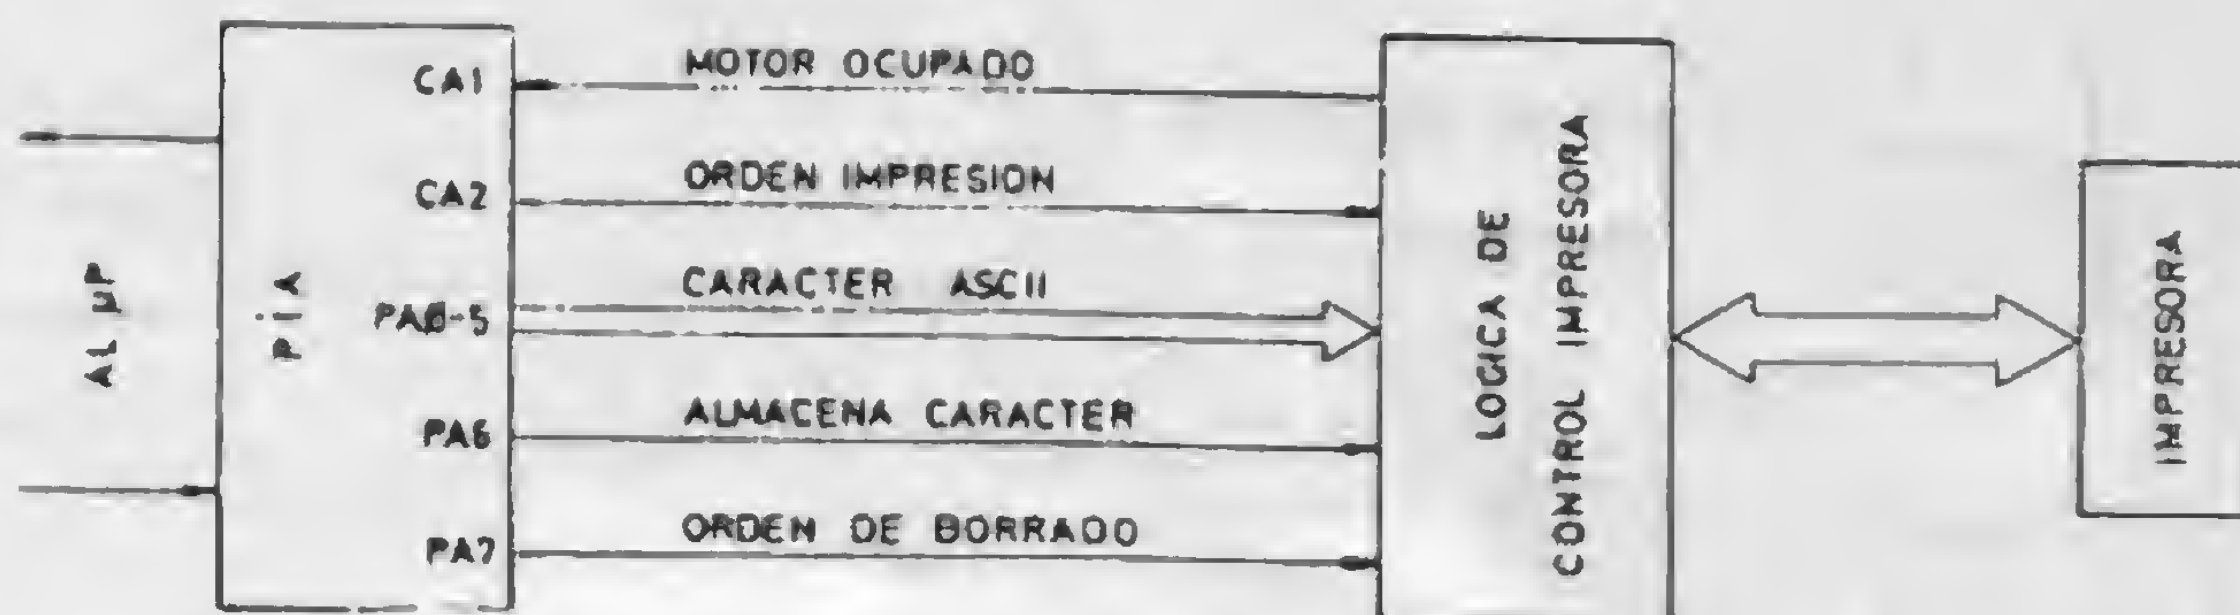 AL µP
PIA
CA1
MOTOR OCUPADO
CA2
ORDEN IMPRESION
PAØ-5
CARACTER ASCII
PA6
ALMACENA CARACTER
PA7
ORDEN DE BORRADO
LOGICA DE
CONTROL IMPRESORA
IMPRESORA